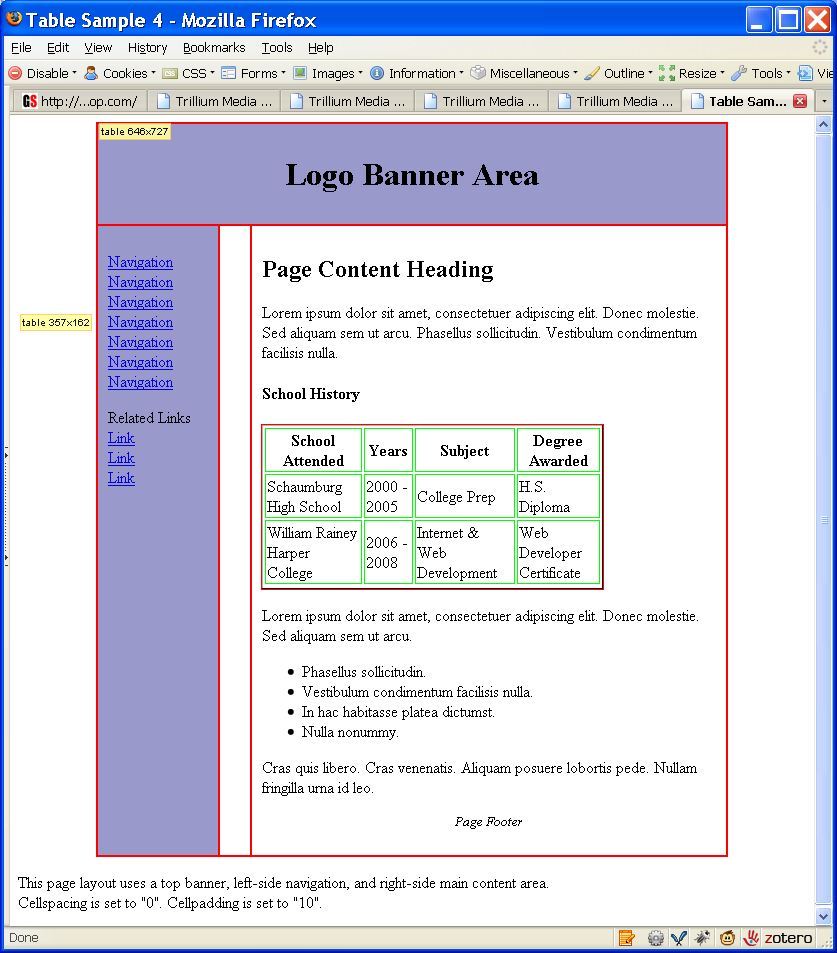 Table Sample 4 - Mozilla Firefox
File Edit View History Bookmarks Tools Help
Disable Cookies CSS Forms Images Information Miscellaneous Outline Resize Tools Vie
GS http://...op.com/ Trillium Media ... Trillium Media ... Trillium Media ... Trillium Media ... Table Sam...
table 646x727
Logo Banner Area
Navigation
Navigation
Navigation
Navigation
Navigation
Navigation
Navigation
Related Links
Link
Link
Link
table 357x162
Page Content Heading
Lorem ipsum dolor sit amet, consectetuer adipiscing elit. Donec molestie.
Sed aliquam sem ut arcu. Phasellus sollicitudin. Vestibulum condimentum
facilisis nulla.
School History
School Attended Years Subject Degree Awarded
Schaumburg High School 2000 - 2005 College Prep H.S. Diploma
William Rainey Harper College 2006 - 2008 Internet & Web Development Web Developer Certificate
Lorem ipsum dolor sit amet, consectetuer adipiscing elit. Donec molestie.
Sed aliquam sem ut arcu.
Phasellus sollicitudin.
Vestibulum condimentum facilisis nulla.
In hac habitasse platea dictumst.
Nulla nonummy.
Cras quis libero. Cras venenatis. Aliquam posuere lobortis pede. Nullam
fringilla urna id leo.
Page Footer
This page layout uses a top banner, left-side navigation, and right-side main content area.
Cellspacing is set to "0". Cellpadding is set to "10".
Done
zotero